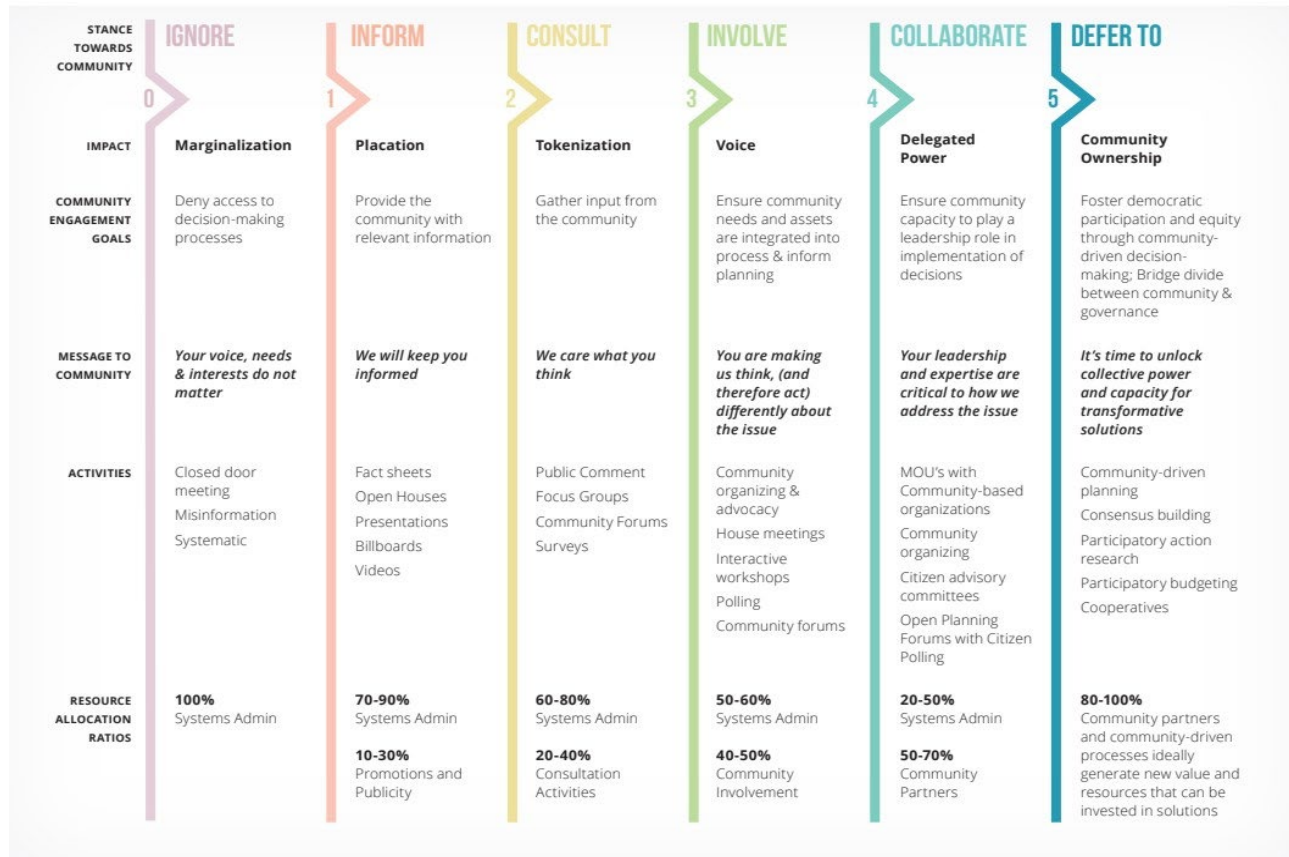 STANCE
TOWARDS
COMMUNITY
IGNORE
INFORM
CONSULT
INVOLVE
COLLABORATE
DEFER TO
0
1
2
3
4
5
IMPACT
Marginalization
Placation
Tokenization
Voice
Delegated
Power
Community
Ownership
COMMUNITY
ENGAGEMENT
GOALS
Deny access to
decision-making
processes
Provide the
community with
relevant information
Gather input from
the community
Ensure community
needs and assets
are integrated into
process & inform
planning
Ensure community
capacity to play a
leadership role in
implementation of
decisions
Foster democratic
participation and equity
through community-
driven decision-
making; Bridge divide
between community &
governance
MESSAGE TO
COMMUNITY
Your voice, needs
& interests do not
matter
We will keep you
informed
We care what you
think
You are making
us think, (and
therefore act)
differently about
the issue
Your leadership
and expertise are
critical to how we
address the issue
It's time to unlock
collective power
and capacity for
transformative
solutions
ACTIVITIES
Closed door
meeting
Misinformation
Systematic
Fact sheets
Open Houses
Presentations
Billboards
Videos
Public Comment
Focus Groups
Community Forums
Surveys
Community
organizing &
advocacy
House meetings
Interactive
workshops
Polling
Community forums
MOU's with
Community-based
organizations
Community
organizing
Citizen advisory
committees
Open Planning
Forums with Citizen
Polling
Community-driven
planning
Consensus building
Participatory action
research
Participatory budgeting
Cooperatives
RESOURCE
ALLOCATION
RATIOS
100%
Systems Admin
70-90%
Systems Admin
10-30%
Promotions and
Publicity
60-80%
Systems Admin
20-40%
Consultation
Activities
50-60%
Systems Admin
40-50%
Community
Involvement
20-50%
Systems Admin
50-70%
Community
Partners
80-100%
Community partners
and community-driven
processes ideally
generate new value and
resources that can be
invested in solutions